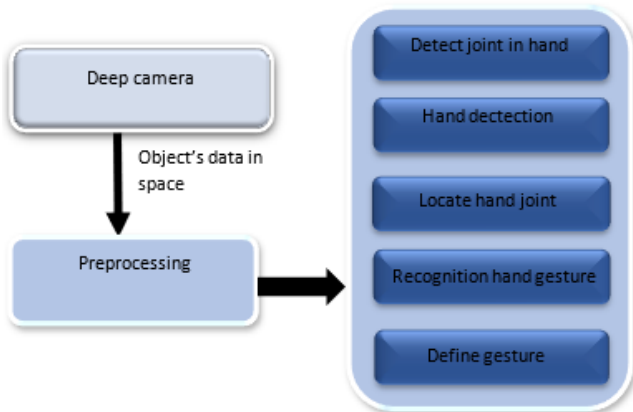 Deep camera
Object's data in
space
Preprocessing
Detect joint in hand
Hand dectection
Locate hand joint
Recognition hand gesture
Define gesture